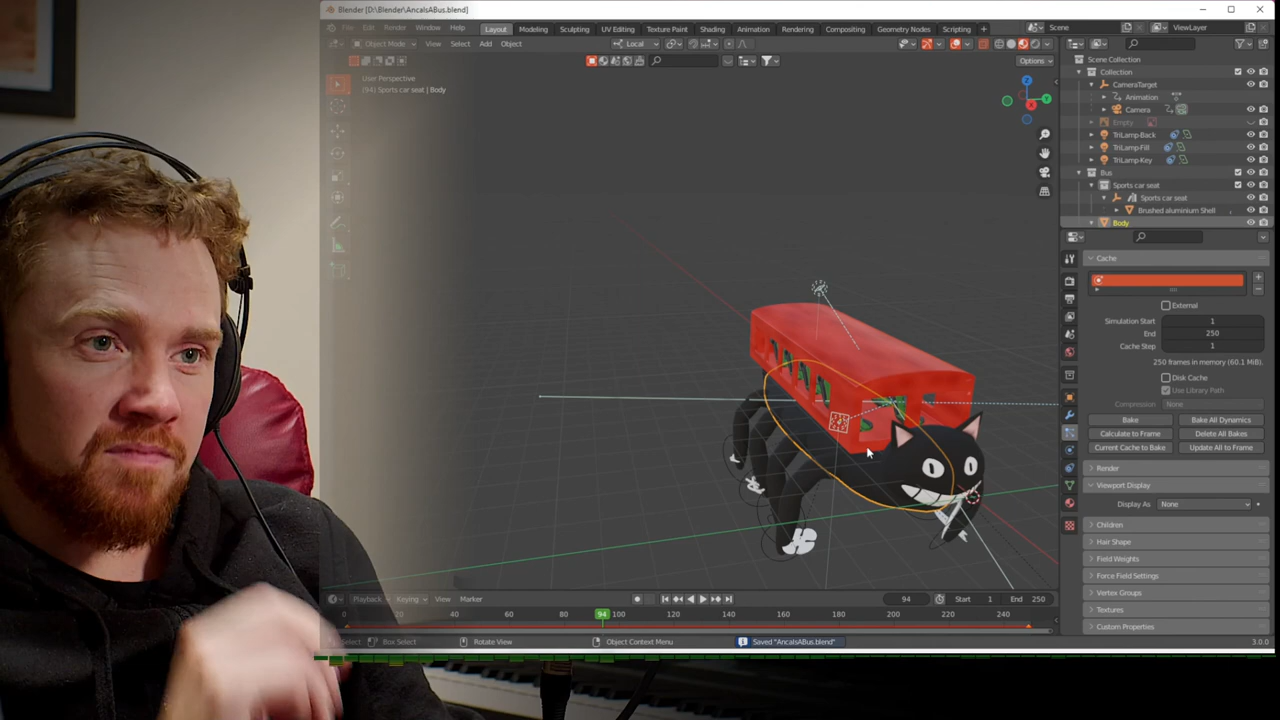 Blender [D:\Blender\AncalsABus.blend]
File Edit Render Window Help Layout Modeling Sculpting UV Editing Texture Paint Shading Animation Rendering Compositing Geometry Nodes Scripting + Scene ViewLayer
Object Mode View Select Add Object Local
Options
User Perspective
(94) Sports car seat | Body
Z
Y
X
Scene Collection
Collection
CameraTarget
Animation
Camera
Empty
TriLamp-Back
TriLamp-Fill
TriLamp-Key
Bus
Sports car seat
Sports car seat
Brushed aluminium Shell
Body
Cache
External
Simulation Start 1
End 250
Cache Step 1
250 frames in memory (60.1 MiB)
Disk Cache
Use Library Path
Compression None
Bake Bake All Dynamics
Calculate to Frame Delete All Bakes
Current Cache to Bake Update All to Frame
Render
Viewport Display
Display As None
Children
Hair Shape
Field Weights
Force Field Settings
Vertex Groups
Textures
Custom Properties
Playback Keying View Marker 94 Start 1 End 250
0 20 40 60 80 94 100 120 140 160 180 200 220 240
Select Box Select Rotate View Object Context Menu Saved "AncalsABus.blend" 3.0.0